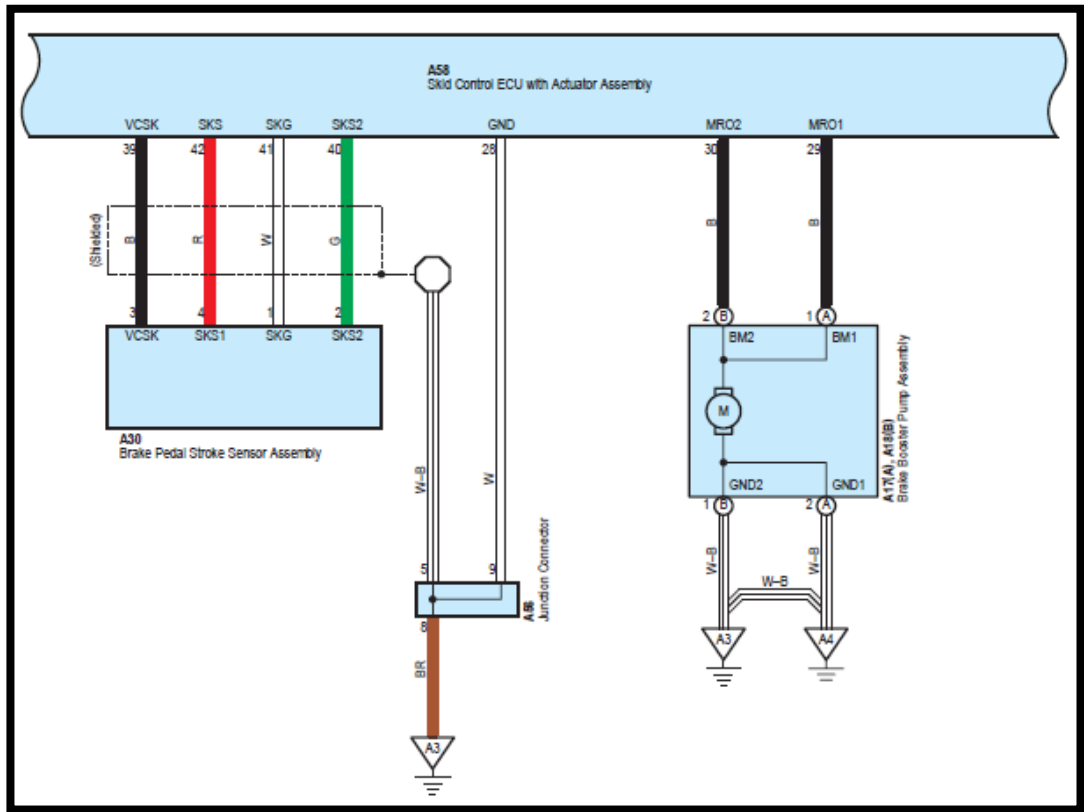 A58
Skid Control ECU with Actuator Assembly
VCSK SKS SKG SKS2 GND MRO2 MRO1
39 42 41 40 28 30 29
(Shielded)
B R W G B B
3 4 1 2
VCSK SKS1 SKG SKS2
A30
Brake Pedal Stroke Sensor Assembly
2 B 1 A
BM2 BM1
M
GND2 GND1
1 B 2 A
A17(A), A18(B)
Brake Booster Pump Assembly
W–B W
5 9
A56
Junction Connector
8
BR
A3
W–B W–B W–B
A3 A4